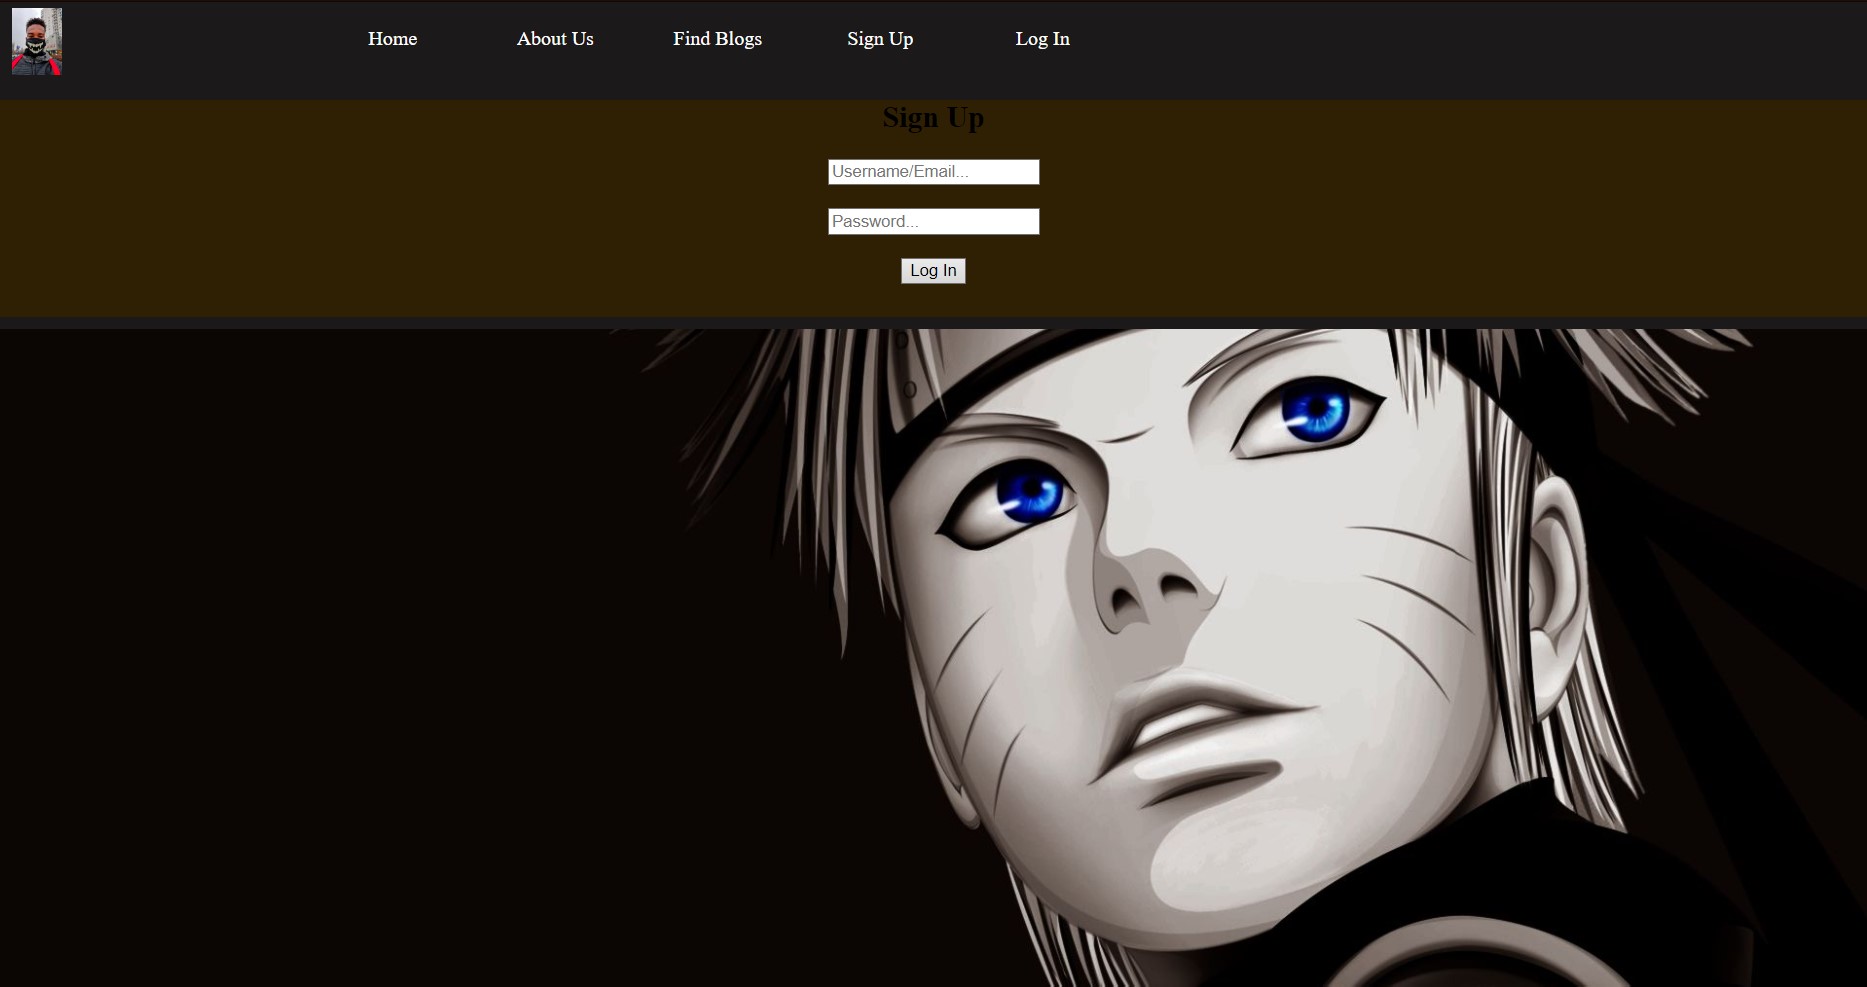 Home About Us Find Blogs Sign Up Log In
Sign Up
Username/Email...
Password...
Log In